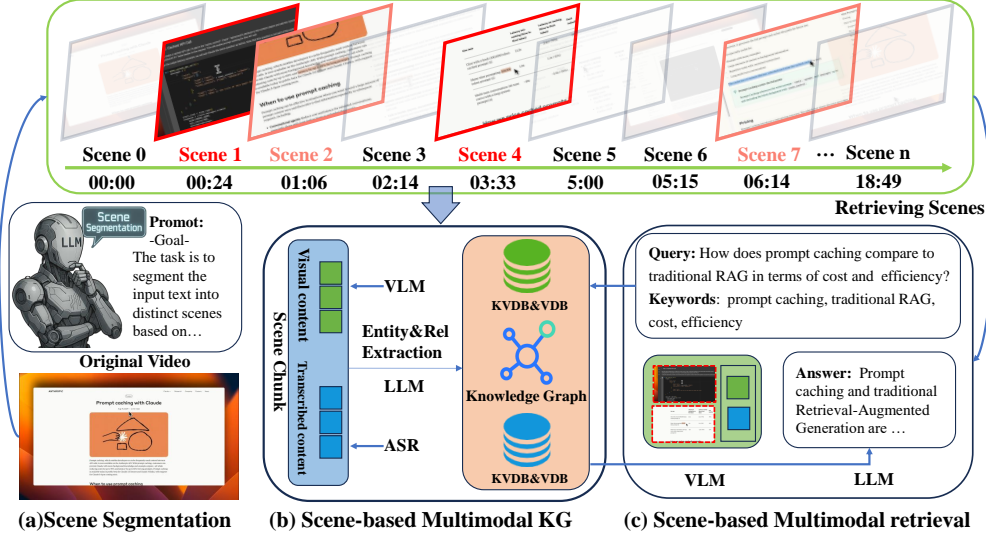 When to use prompt caching
Scene 0
Scene 1
Scene 2
Scene 3
Scene 4
Scene 5
Scene 6
Scene 7
...
Scene n
00:00
00:24
01:06
02:14
03:33
5:00
05:15
06:14
18:49
Retrieving Scenes
LLM
Scene
Segmentation
Promot:
-Goal-
The task is to
segment the
input text into
distinct scenes
based on…
Original Video
Prompt caching with Claude
When to use prompt caching
(a)Scene Segmentation
Scene Chunk
Visual content
Transcribed content
VLM
Entity&Rel
Extraction
LLM
ASR
KVDB&VDB
Knowledge Graph
KVDB&VDB
(b) Scene-based Multimodal KG
Query: How does prompt caching compare to
traditional RAG in terms of cost and efficiency?
Keywords: prompt caching, traditional RAG,
cost, efficiency
Answer: Prompt
caching and traditional
Retrieval-Augmented
Generation are …
VLM
LLM
(c) Scene-based Multimodal retrieval